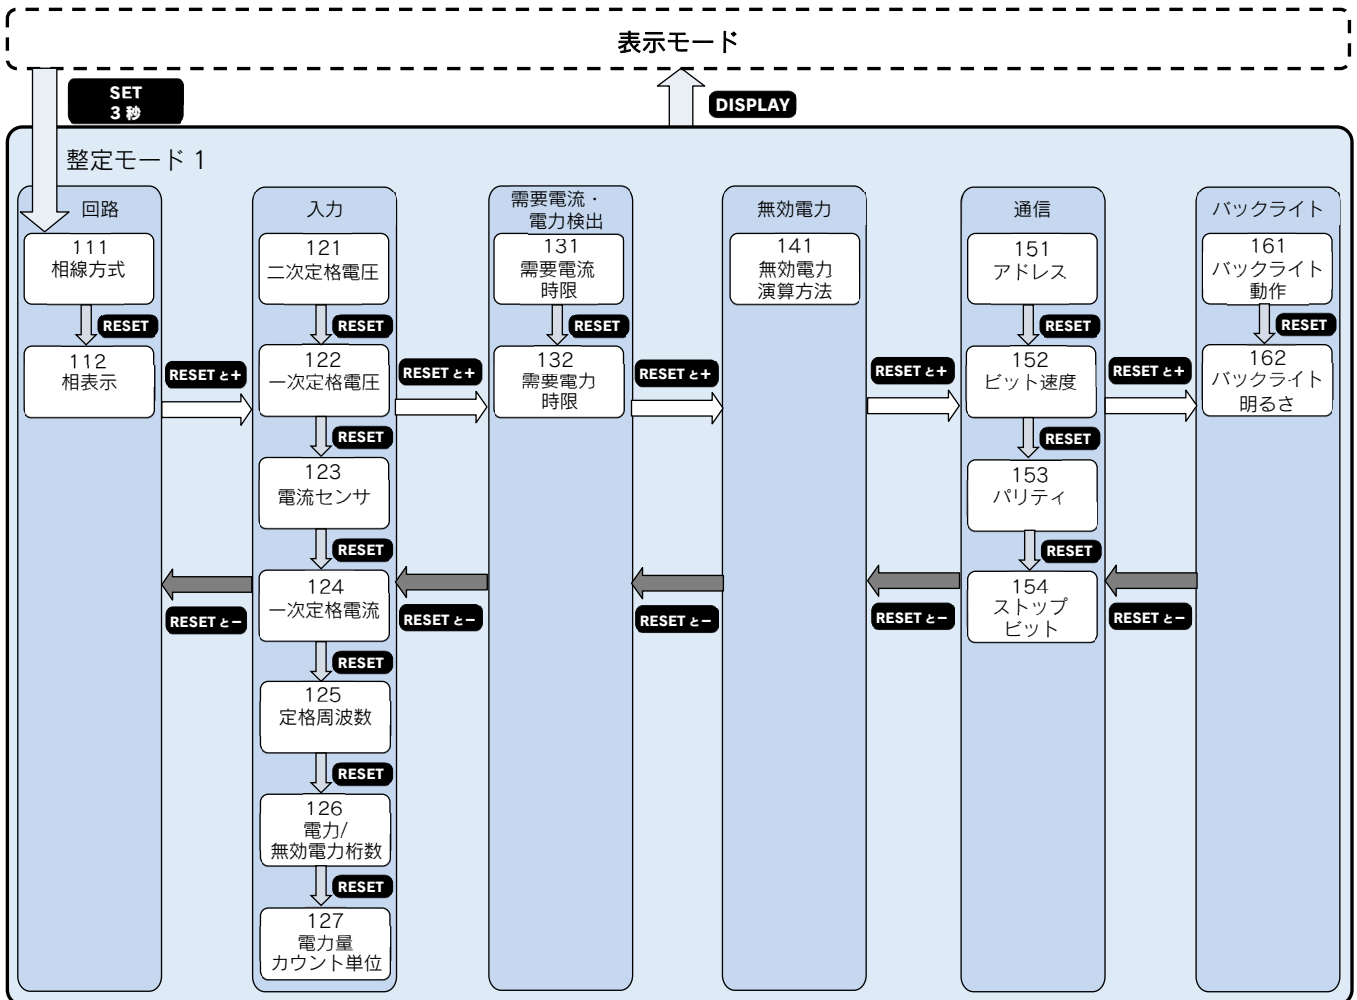 表示モード
SET
3 秒
DISPLAY
整定モード 1
回路
111
相線方式
RESET
112
相表示
RESET と+
RESET と−
入力
121
二次定格電圧
RESET
122
一次定格電圧
RESET
123
電流センサ
RESET
124
一次定格電流
RESET
125
定格周波数
RESET
126
電力/
無効電力桁数
RESET
127
電力量
カウント単位
RESET と+
RESET と−
需要電流・
電力検出
131
需要電流
時限
RESET
132
需要電力
時限
RESET と+
RESET と−
無効電力
141
無効電力
演算方法
RESET と+
RESET と−
通信
151
アドレス
RESET
152
ビット速度
RESET
153
パリティ
RESET
154
ストップ
ビット
RESET と+
RESET と−
バックライト
161
バックライト
動作
RESET
162
バックライト
明るさ